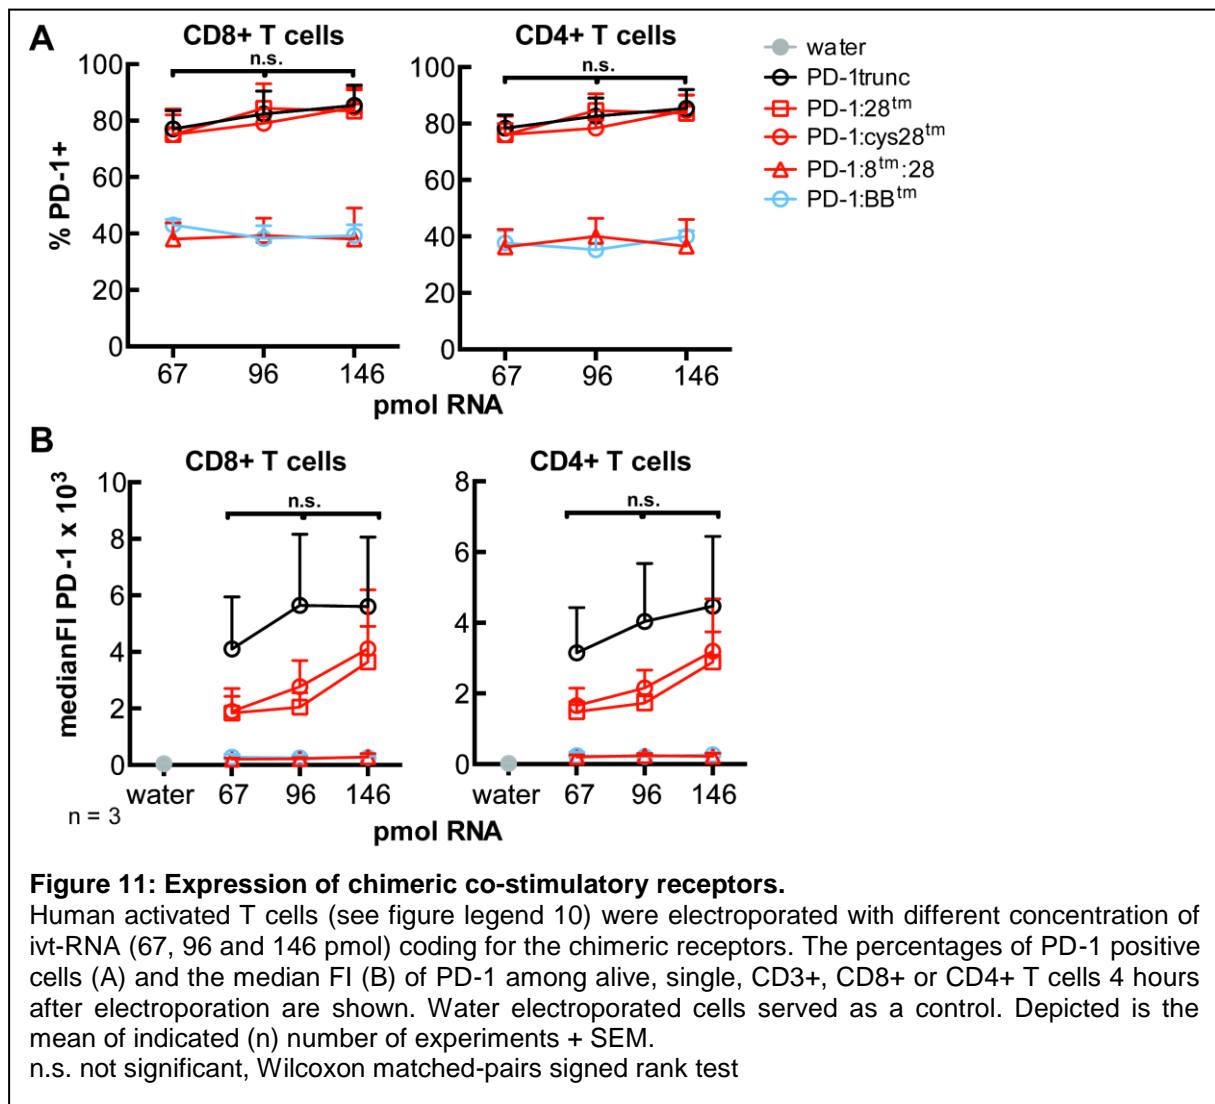 A
CD8+ T cells
CD4+ T cells
n.s.
n.s.
% PD-1+
100
80
60
40
20
0
67
96
146
100
80
60
40
20
0
67
96
146
pmol RNA
water
PD-1trunc
PD-1:28tm
PD-1:cys28tm
PD-1:8tm:28
PD-1:BBtm
B
CD8+ T cells
CD4+ T cells
n.s.
n.s.
medianFI PD-1 x 10³
10
8
6
4
2
0
water
67
96
146
8
6
4
2
0
water
67
96
146
n = 3
pmol RNA
Figure 11: Expression of chimeric co-stimulatory receptors.
Human activated T cells (see figure legend 10) were electroporated with different concentration of
ivt-RNA (67, 96 and 146 pmol) coding for the chimeric receptors. The percentages of PD-1 positive
cells (A) and the median FI (B) of PD-1 among alive, single, CD3+, CD8+ or CD4+ T cells 4 hours
after electroporation are shown. Water electroporated cells served as a control. Depicted is the
mean of indicated (n) number of experiments + SEM.
n.s. not significant, Wilcoxon matched-pairs signed rank test